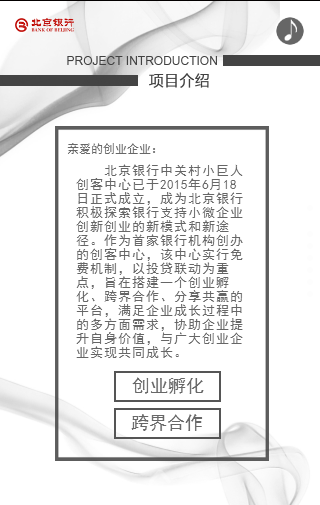 北京银行
BANK OF BEIJING
PROJECT INTRODUCTION
项目介绍
亲爱的创业企业：
北京银行中关村小巨人
创客中心已于2015年6月18
日正式成立，成为北京银行
积极探索银行支持小微企业
创新创业的新模式和新途
径。作为首家银行机构创办
的创客中心，该中心实行免
费机制，以投贷联动为重
点，旨在搭建一个创业孵
化、跨界合作、分享共赢的
平台，满足企业成长过程中
的多方面需求，协助企业提
升自身价值，与广大创业企
业实现共同成长。
创业孵化
跨界合作